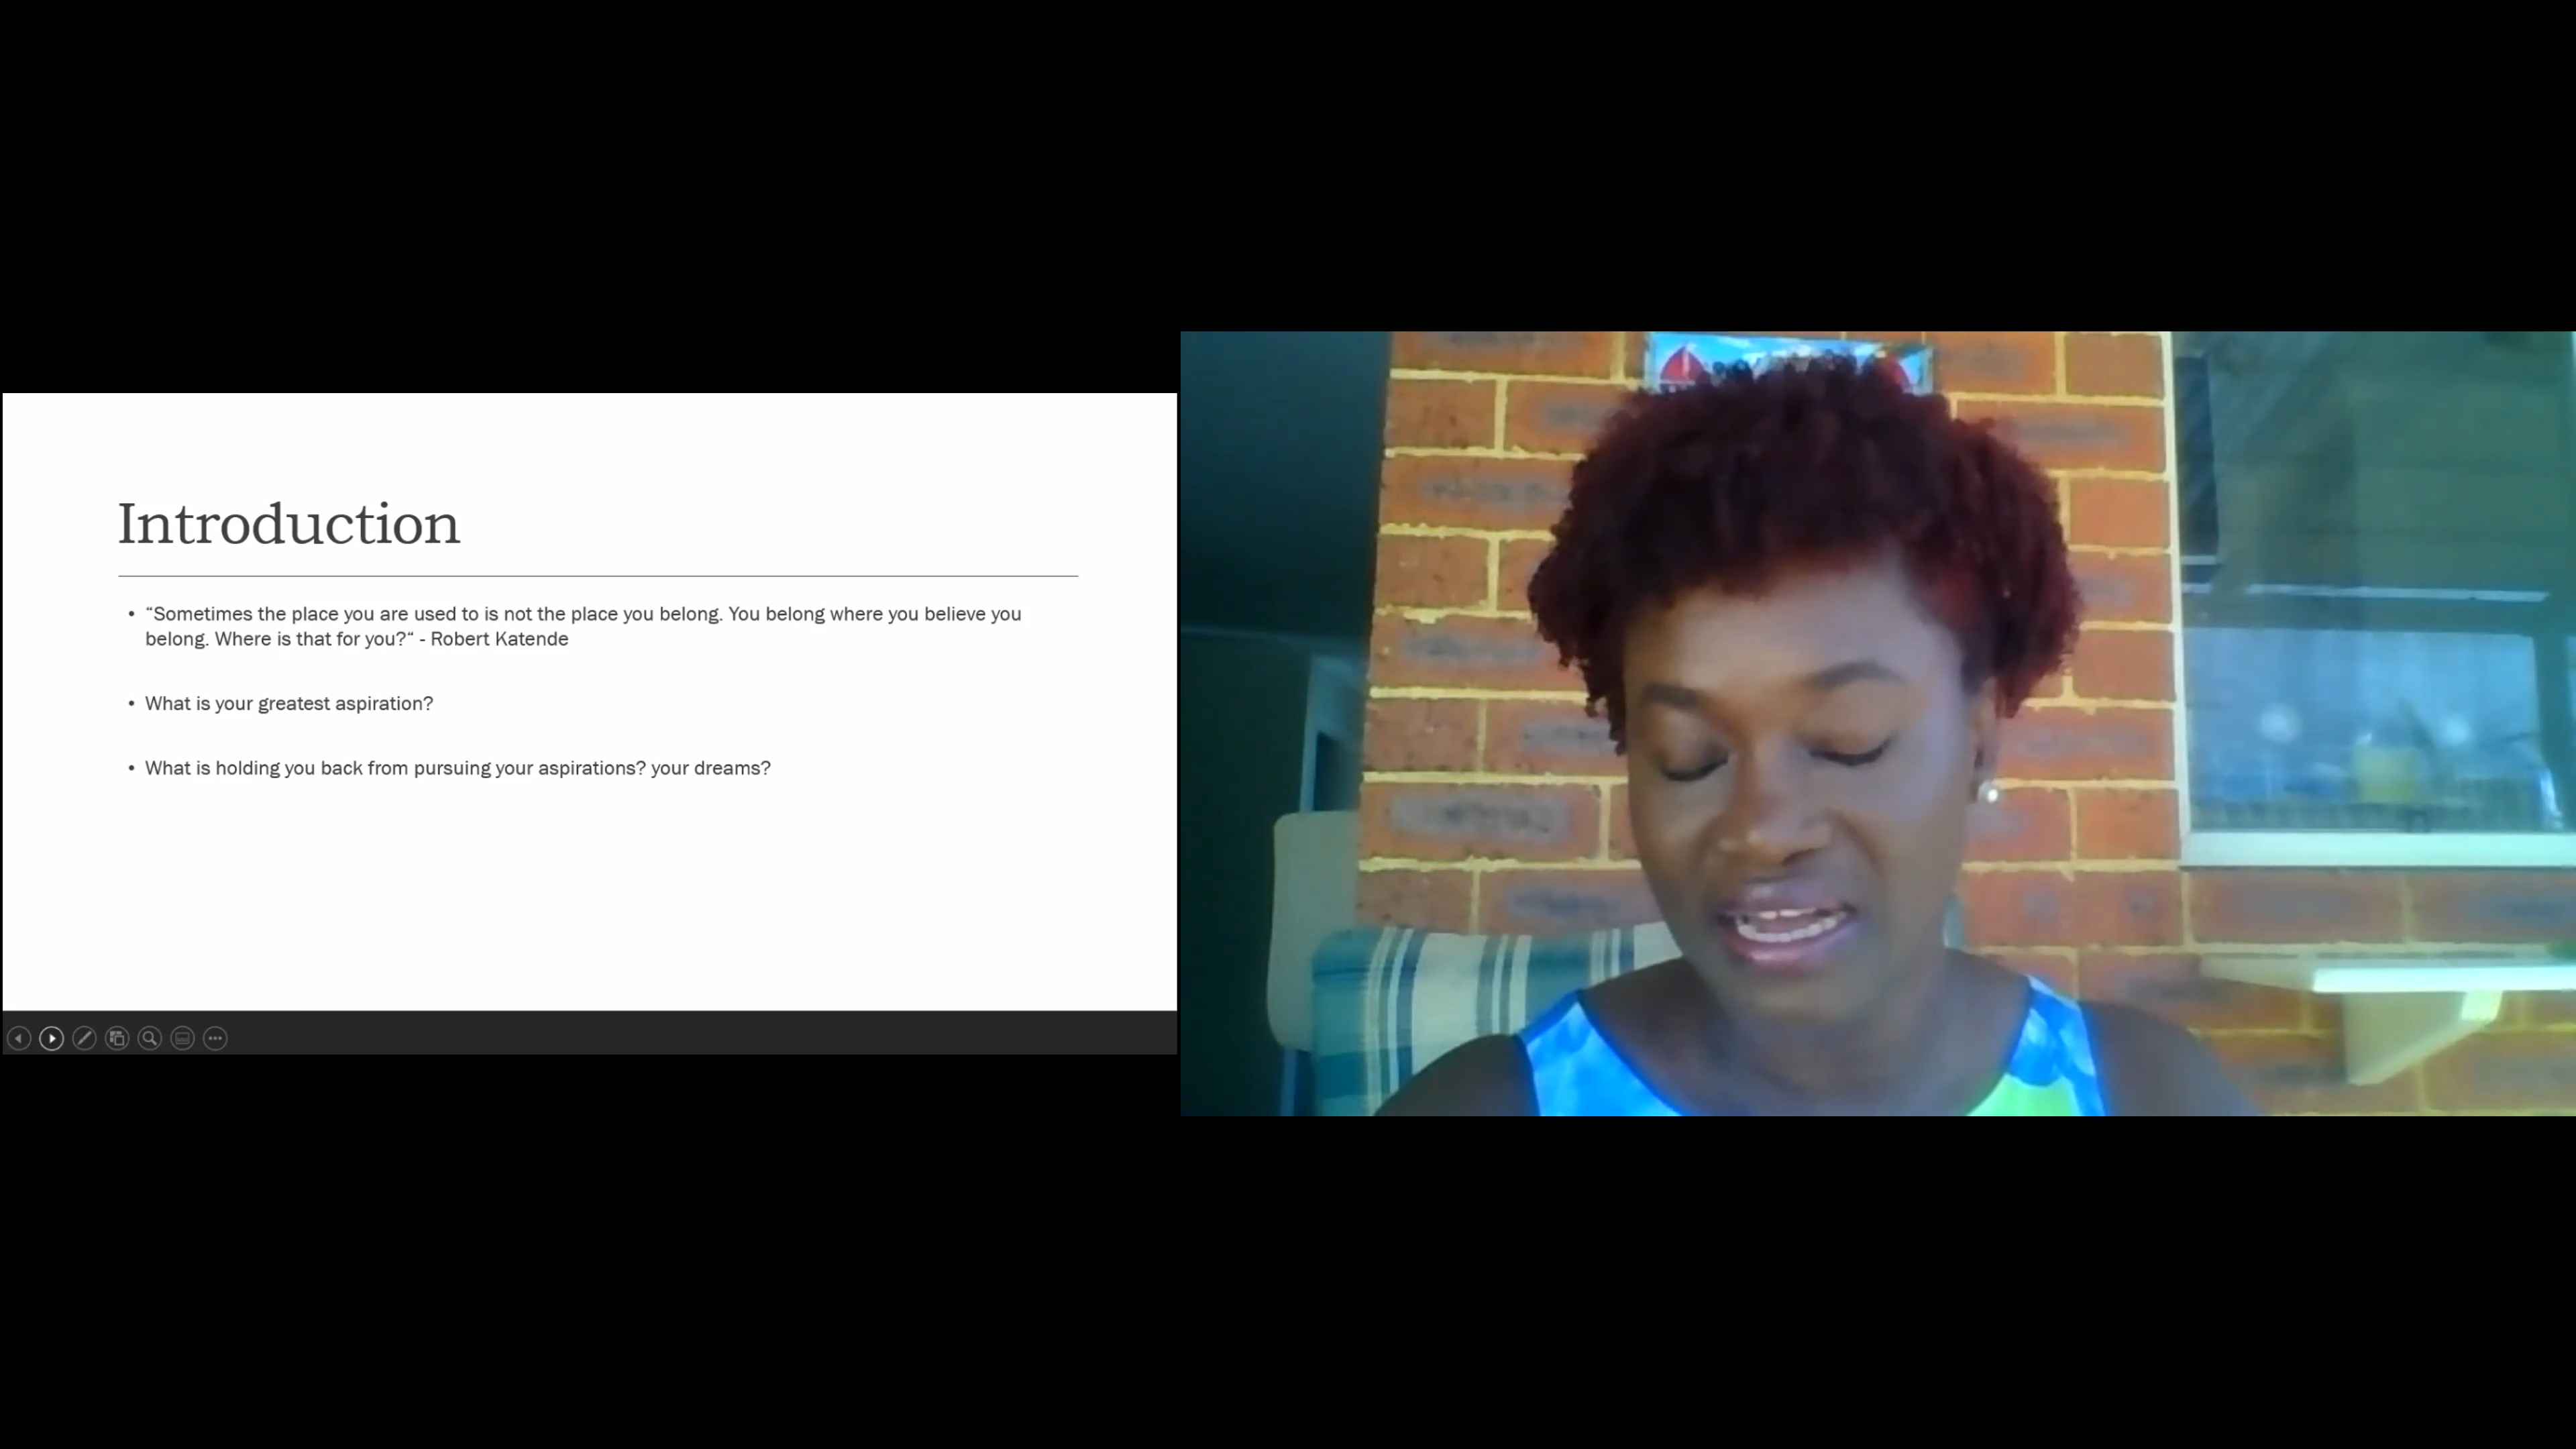 Introduction
• “Sometimes the place you are used to is not the place you belong. You belong where you believe you
belong. Where is that for you?“ - Robert Katende
• What is your greatest aspiration?
• What is holding you back from pursuing your aspirations? your dreams?